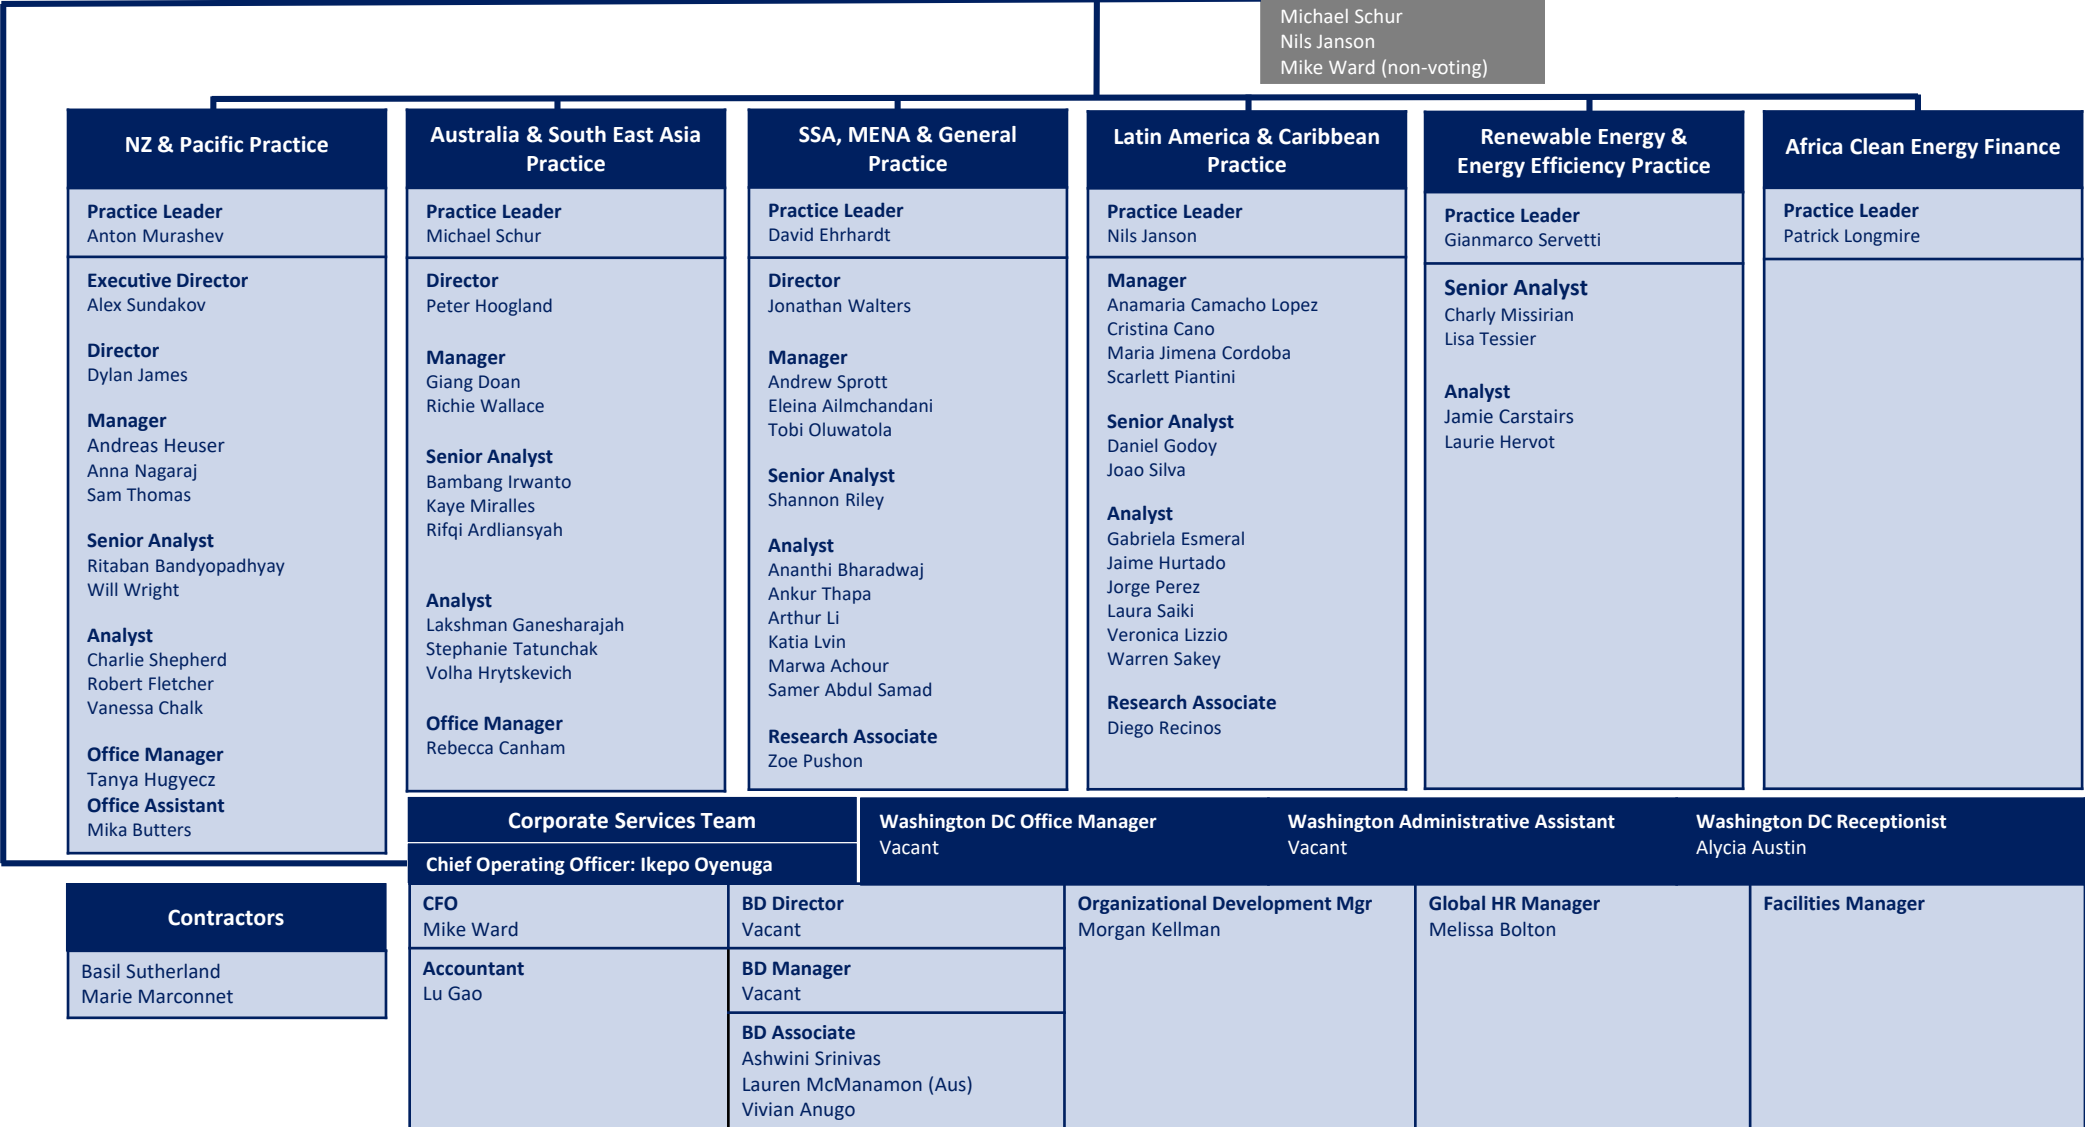 Michael Schur
Nils Janson
Mike Ward (non-voting)
NZ & Pacific Practice
Practice Leader
Anton Murashev
Executive Director
Alex Sundakov
Director
Dylan James
Manager
Andreas Heuser
Anna Nagaraj
Sam Thomas
Senior Analyst
Ritaban Bandyopadhyay
Will Wright
Analyst
Charlie Shepherd
Robert Fletcher
Vanessa Chalk
Office Manager
Tanya Hugyecz
Office Assistant
Mika Butters
Australia & South East Asia
Practice
Practice Leader
Michael Schur
Director
Peter Hoogland
Manager
Giang Doan
Richie Wallace
Senior Analyst
Bambang Irwanto
Kaye Miralles
Rifqi Ardliansyah
Analyst
Lakshman Ganesharajah
Stephanie Tatunchak
Volha Hrytskevich
Office Manager
Rebecca Canham
SSA, MENA & General
Practice
Practice Leader
David Ehrhardt
Director
Jonathan Walters
Manager
Andrew Sprott
Eleina Ailmchandani
Tobi Oluwatola
Senior Analyst
Shannon Riley
Analyst
Ananthi Bharadwaj
Ankur Thapa
Arthur Li
Katia Lvin
Marwa Achour
Samer Abdul Samad
Research Associate
Zoe Pushon
Latin America & Caribbean
Practice
Practice Leader
Nils Janson
Manager
Anamaria Camacho Lopez
Cristina Cano
Maria Jimena Cordoba
Scarlett Piantini
Senior Analyst
Daniel Godoy
Joao Silva
Analyst
Gabriela Esmeral
Jaime Hurtado
Jorge Perez
Laura Saiki
Veronica Lizzio
Warren Sakey
Research Associate
Diego Recinos
Renewable Energy &
Energy Efficiency Practice
Practice Leader
Gianmarco Servetti
Senior Analyst
Charly Missirian
Lisa Tessier
Analyst
Jamie Carstairs
Laurie Hervot
Africa Clean Energy Finance
Practice Leader
Patrick Longmire
Corporate Services Team
Chief Operating Officer: Ikepo Oyenuga
Washington DC Office Manager
Vacant
Washington Administrative Assistant
Vacant
Washington DC Receptionist
Alycia Austin
Contractors
Basil Sutherland
Marie Marconnet
CFO
Mike Ward
Accountant
Lu Gao
BD Director
Vacant
BD Manager
Vacant
BD Associate
Ashwini Srinivas
Lauren McManamon (Aus)
Vivian Anugo
Organizational Development Mgr
Morgan Kellman
Global HR Manager
Melissa Bolton
Facilities Manager